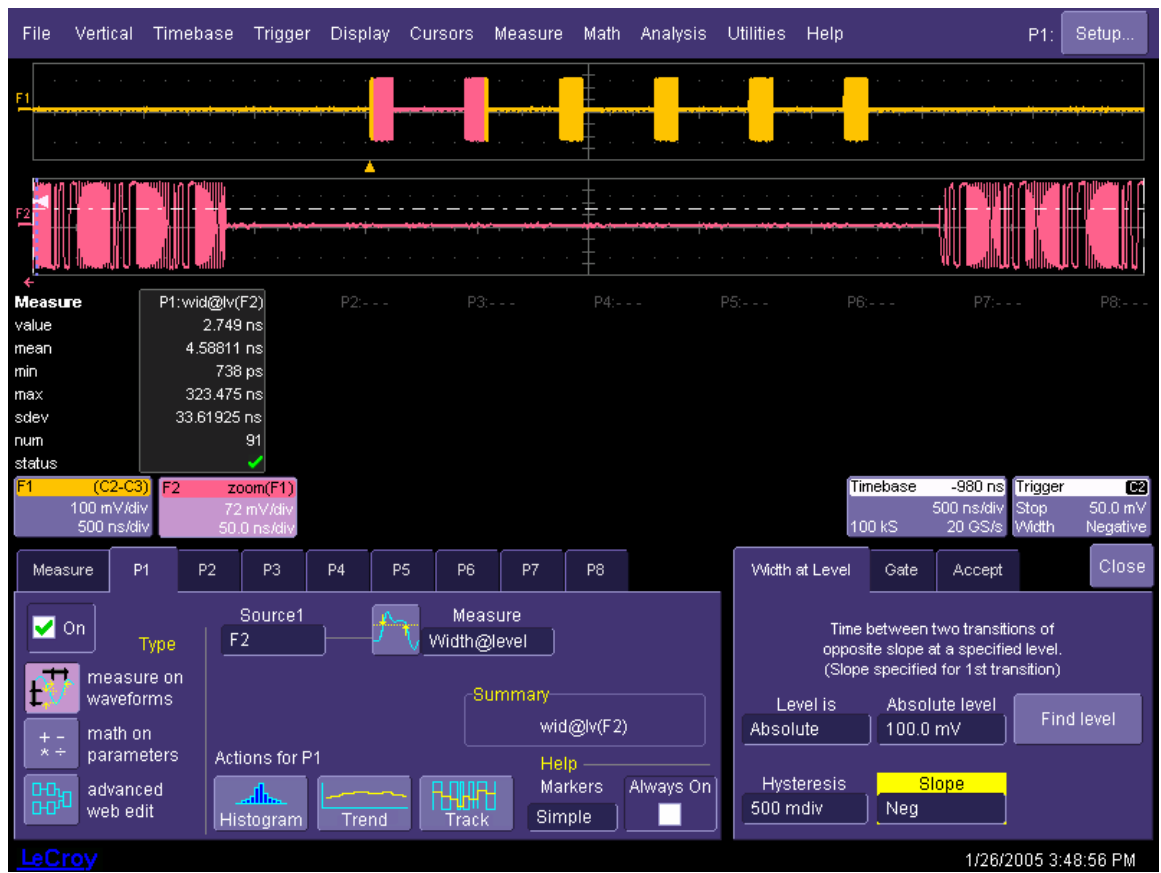 File Vertical Timebase Trigger Display Cursors Measure Math Analysis Utilities Help P1: Setup...
F1
F2
Measure P1:wid@lv(F2) P2:- - - P3:- - - P4:- - - P5:- - - P6:- - - P7:- - - P8:- - -
value 2.749 ns
mean 4.58811 ns
min 738 ps
max 323.475 ns
sdev 33.61925 ns
num 91
status
F1 (C2-C3) F2 zoom(F1) Timebase -980 ns Trigger C2
100 mV/div 72 mV/div 500 ns/div Stop 50.0 mV
500 ns/div 50.0 ns/div 100 kS 20 GS/s Width Negative
Measure P1 P2 P3 P4 P5 P6 P7 P8
Width at Level Gate Accept Close
On
Type
measure on
waveforms
+ -
* ÷
math on
parameters
advanced
web edit
Source1
F2
Measure
Width@level
Summary
wid@lv(F2)
Actions for P1
Histogram Trend Track
Help
Markers Always On
Simple
Time between two transitions of
opposite slope at a specified level.
(Slope specified for 1st transition)
Level is Absolute level
Absolute 100.0 mV Find level
Hysteresis Slope
500 mdiv Neg
LeCroy 1/26/2005 3:48:56 PM